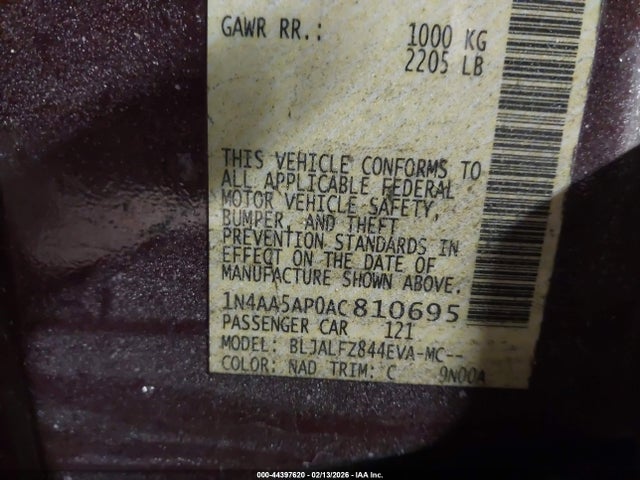 GAWR RR.: 1000 KG
2205 LB
THIS VEHICLE CONFORMS TO
ALL APPLICABLE FEDERAL
MOTOR VEHICLE SAFETY,
BUMPER, AND THEFT
PREVENTION STANDARDS IN
EFFECT ON THE DATE OF
MANUFACTURE SHOWN ABOVE.
1N4AA5AP0AC810695
PASSENGER CAR 121
MODEL: BLJALFZ844EVA-MC--
COLOR: NAD TRIM: C 9N00A
000-44397620 - 02/13/2026 - IAA Inc.